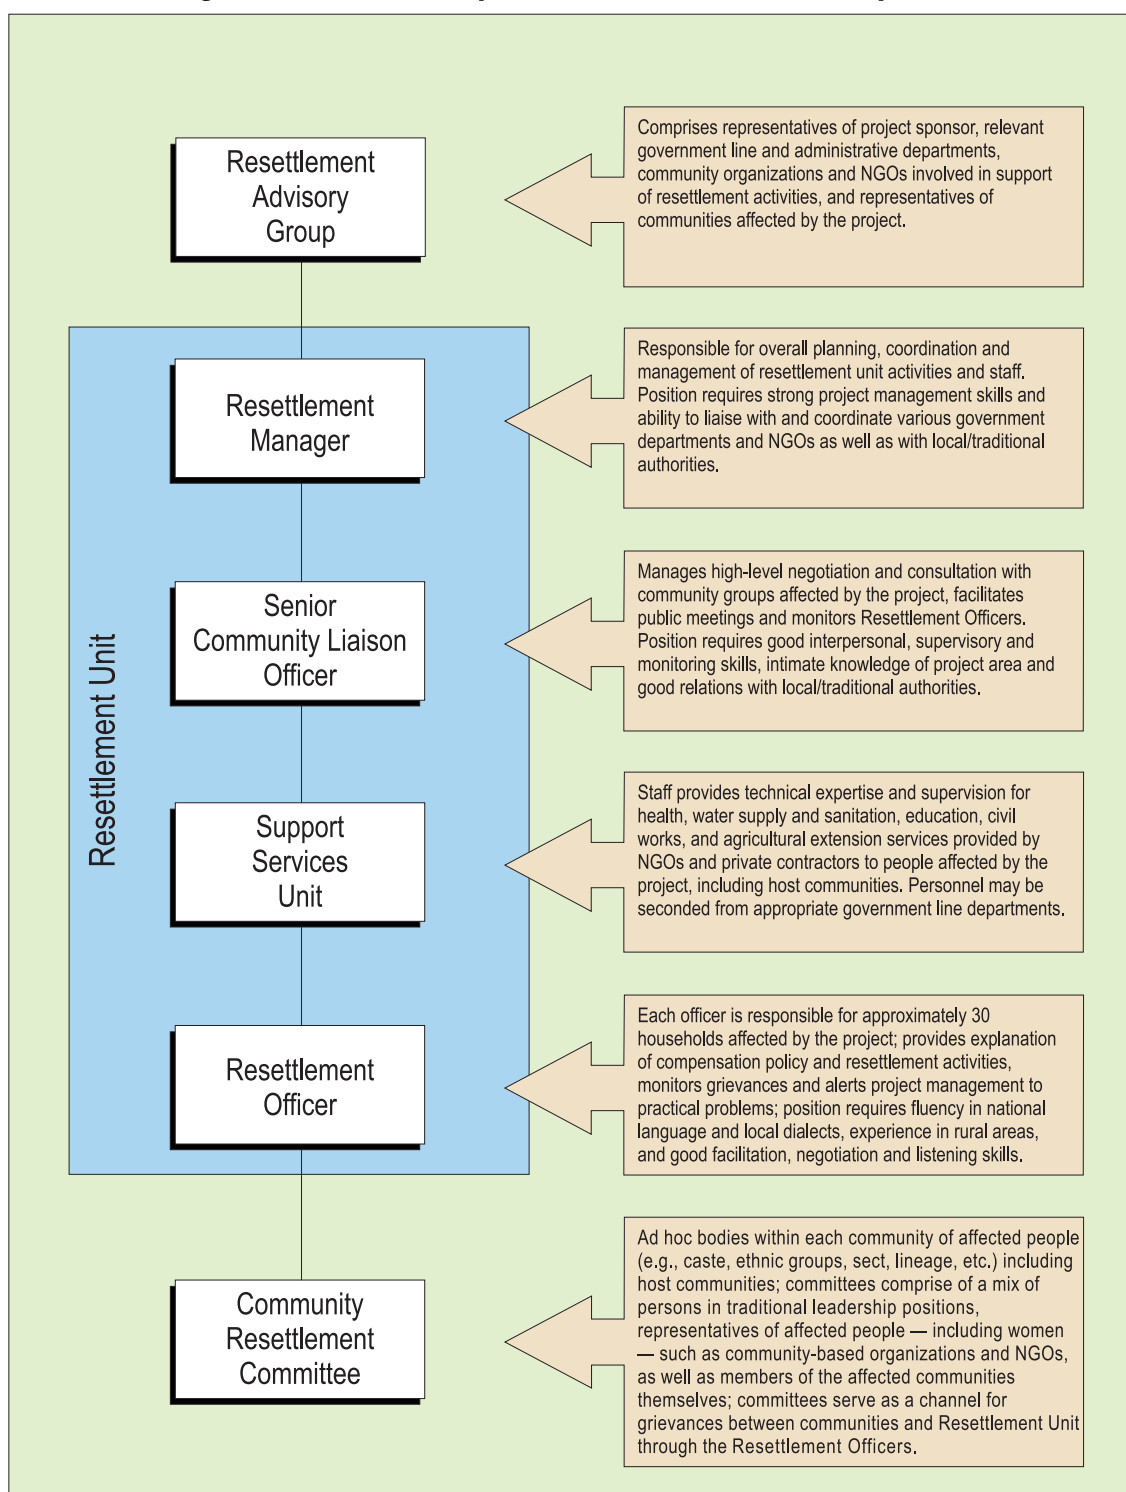 Resettlement
Advisory
Group
Comprises representatives of project sponsor, relevant
government line and administrative departments,
community organizations and NGOs involved in support
of resettlement activities, and representatives of
communities affected by the project.
Resettlement Unit
Resettlement
Manager
Responsible for overall planning, coordination and
management of resettlement unit activities and staff.
Position requires strong project management skills and
ability to liaise with and coordinate various government
departments and NGOs as well as with local/traditional
authorities.
Senior
Community Liaison
Officer
Manages high-level negotiation and consultation with
community groups affected by the project, facilitates
public meetings and monitors Resettlement Officers.
Position requires good interpersonal, supervisory and
monitoring skills, intimate knowledge of project area and
good relations with local/traditional authorities.
Support
Services
Unit
Staff provides technical expertise and supervision for
health, water supply and sanitation, education, civil
works, and agricultural extension services provided by
NGOs and private contractors to people affected by the
project, including host communities. Personnel may be
seconded from appropriate government line departments.
Resettlement
Officer
Each officer is responsible for approximately 30
households affected by the project; provides explanation
of compensation policy and resettlement activities,
monitors grievances and alerts project management to
practical problems; position requires fluency in national
language and local dialects, experience in rural areas,
and good facilitation, negotiation and listening skills.
Community
Resettlement
Committee
Ad hoc bodies within each community of affected people
(e.g., caste, ethnic groups, sect, lineage, etc.) including
host communities; committees comprise of a mix of
persons in traditional leadership positions,
representatives of affected people — including women
— such as community-based organizations and NGOs,
as well as members of the affected communities
themselves; committees serve as a channel for
grievances between communities and Resettlement Unit
through the Resettlement Officers.